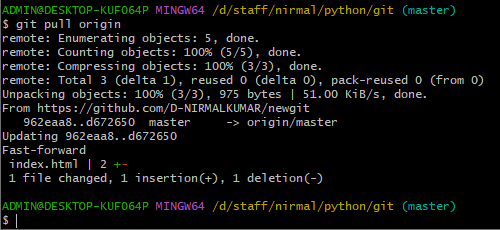 ADMIN@DESKTOP-KUFO64P MINGW64 /d/staff/nirmal/python/git (master)
$ git pull origin
remote: Enumerating objects: 5, done.
remote: Counting objects: 100% (5/5), done.
remote: Compressing objects: 100% (3/3), done.
remote: Total 3 (delta 1), reused 0 (delta 0), pack-reused 0 (from 0)
Unpacking objects: 100% (3/3), 975 bytes | 51.00 KiB/s, done.
From https://github.com/D-NIRMALKUMAR/newgit
   962eaa8..d672650  master     -> origin/master
Updating 962eaa8..d672650
Fast-forward
 index.html | 2 +-
 1 file changed, 1 insertion(+), 1 deletion(-)
ADMIN@DESKTOP-KUFO64P MINGW64 /d/staff/nirmal/python/git (master)
$